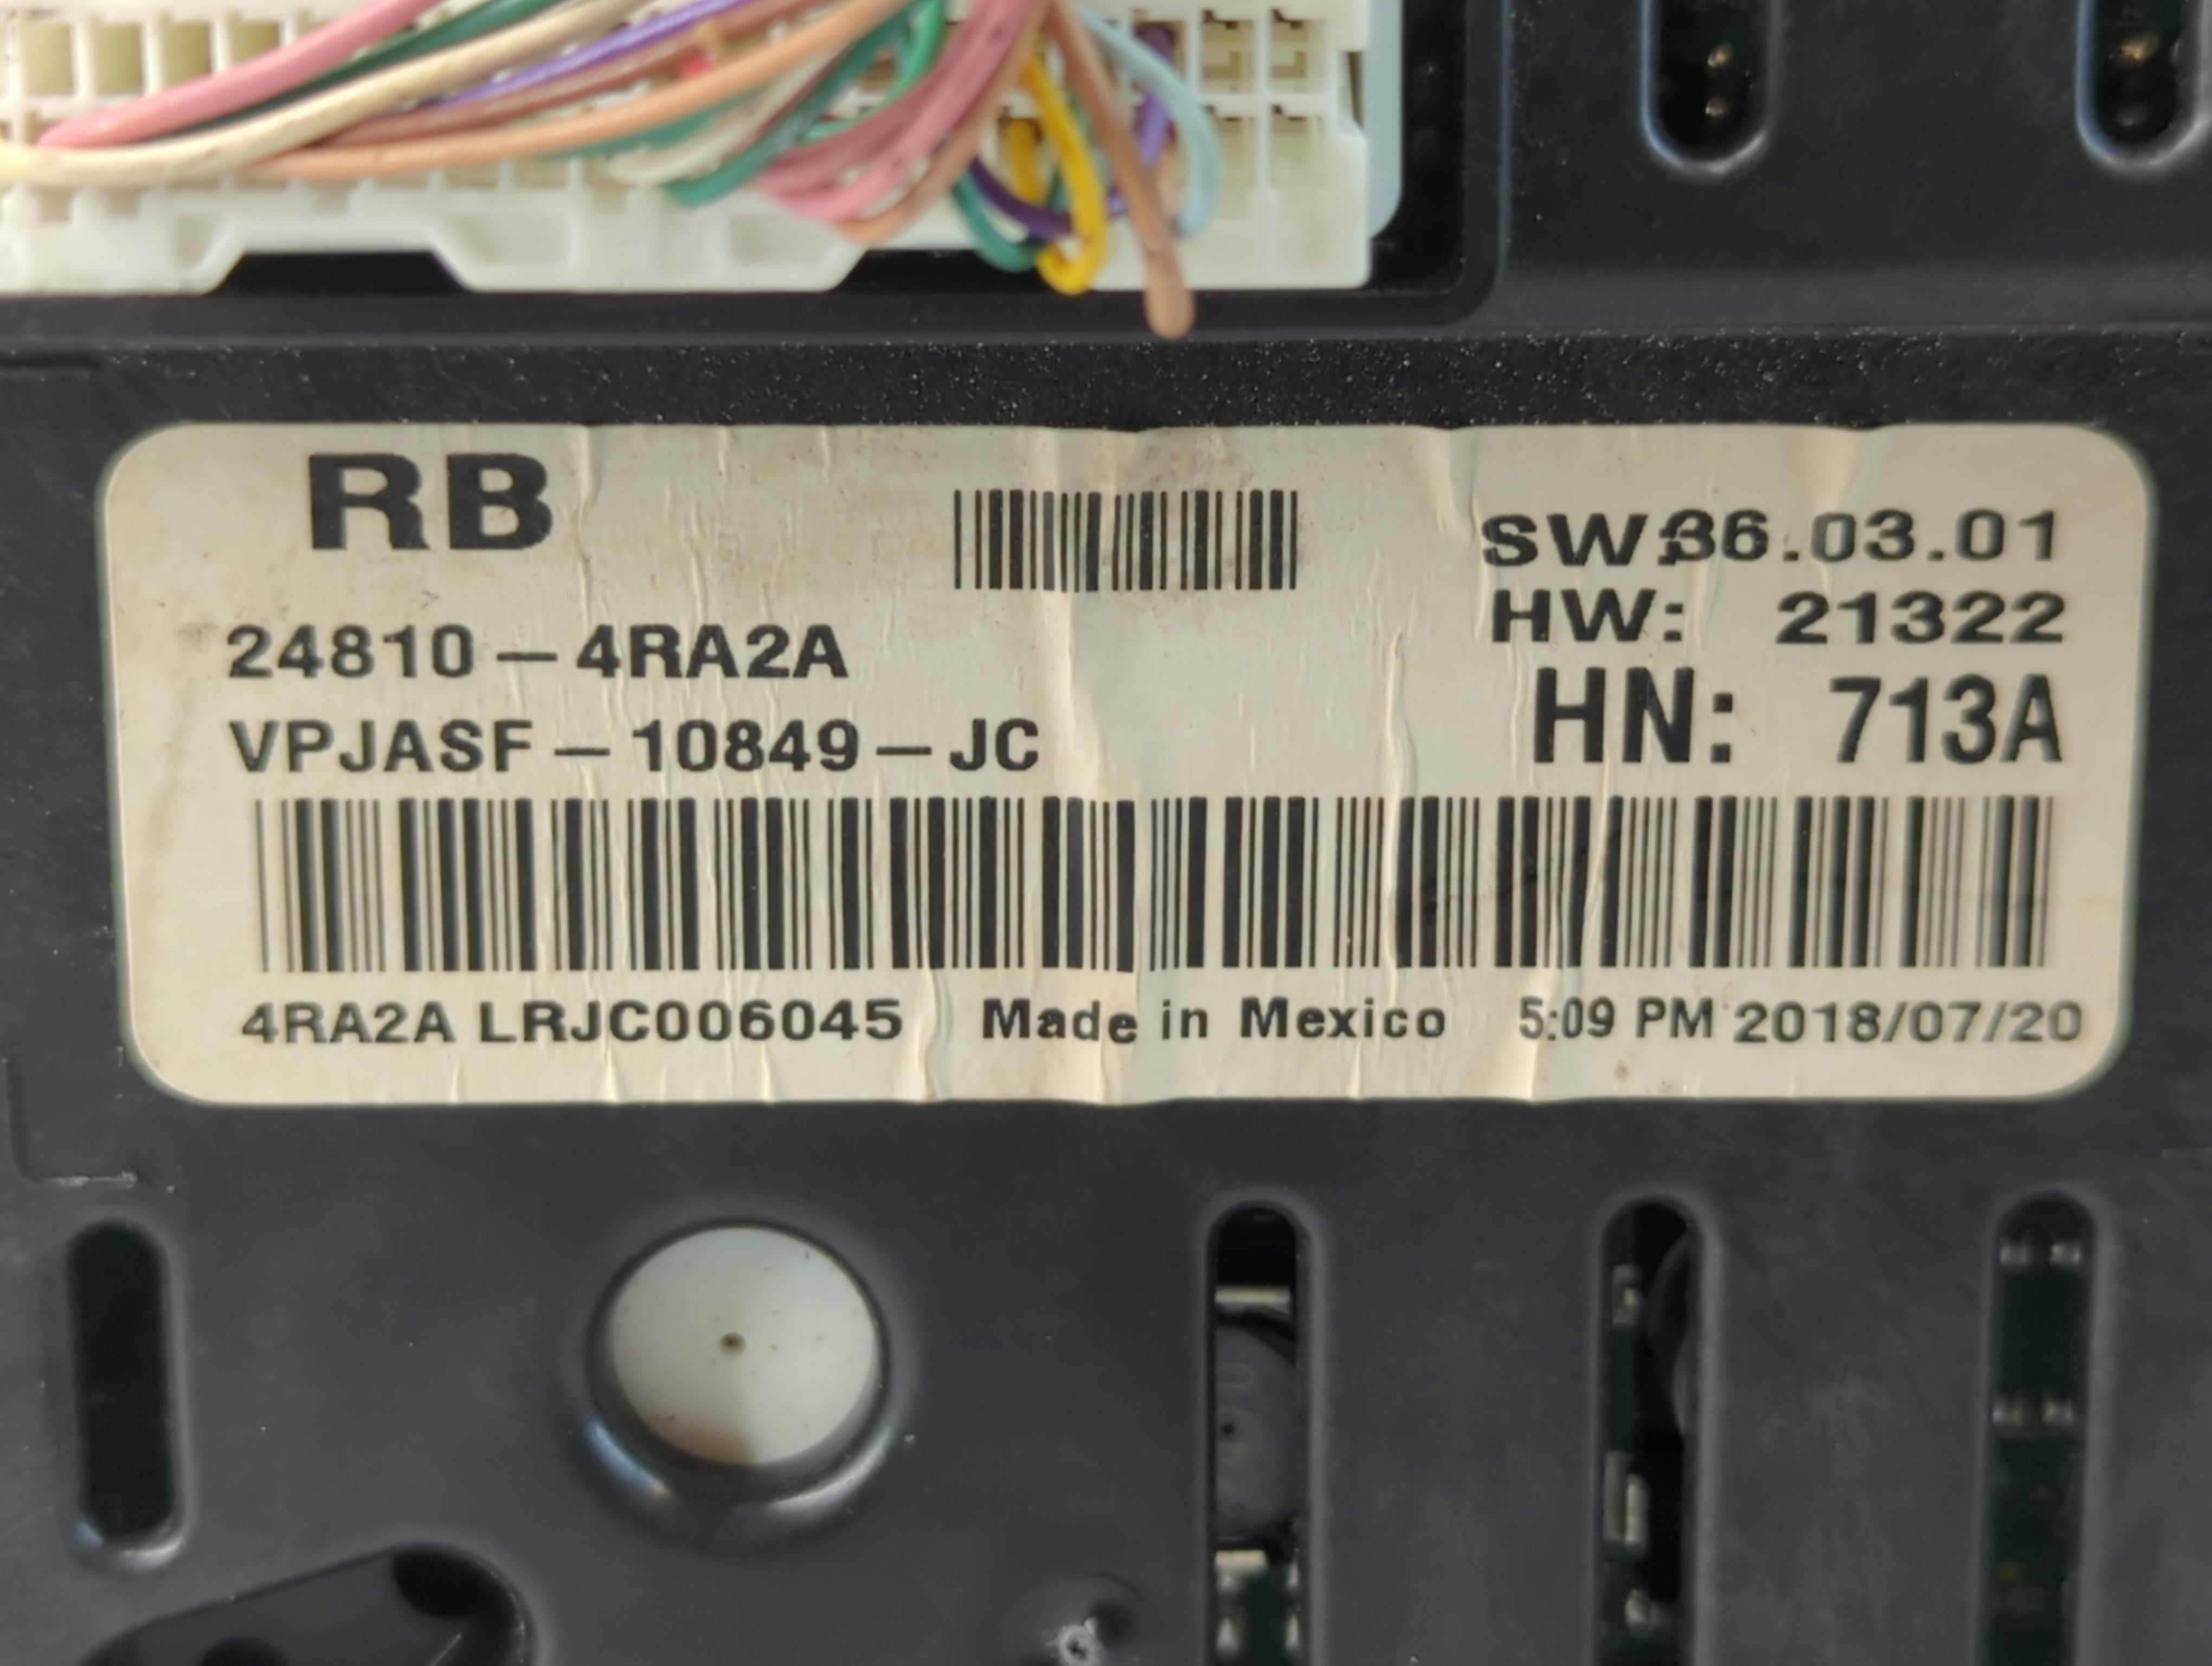 RB
SW:36.03.01
HW: 21322
24810-4RA2A
HN: 713A
VPJASF-10849-JC
4RA2A LRJC006045 Made in Mexico 5:09 PM 2018/07/20